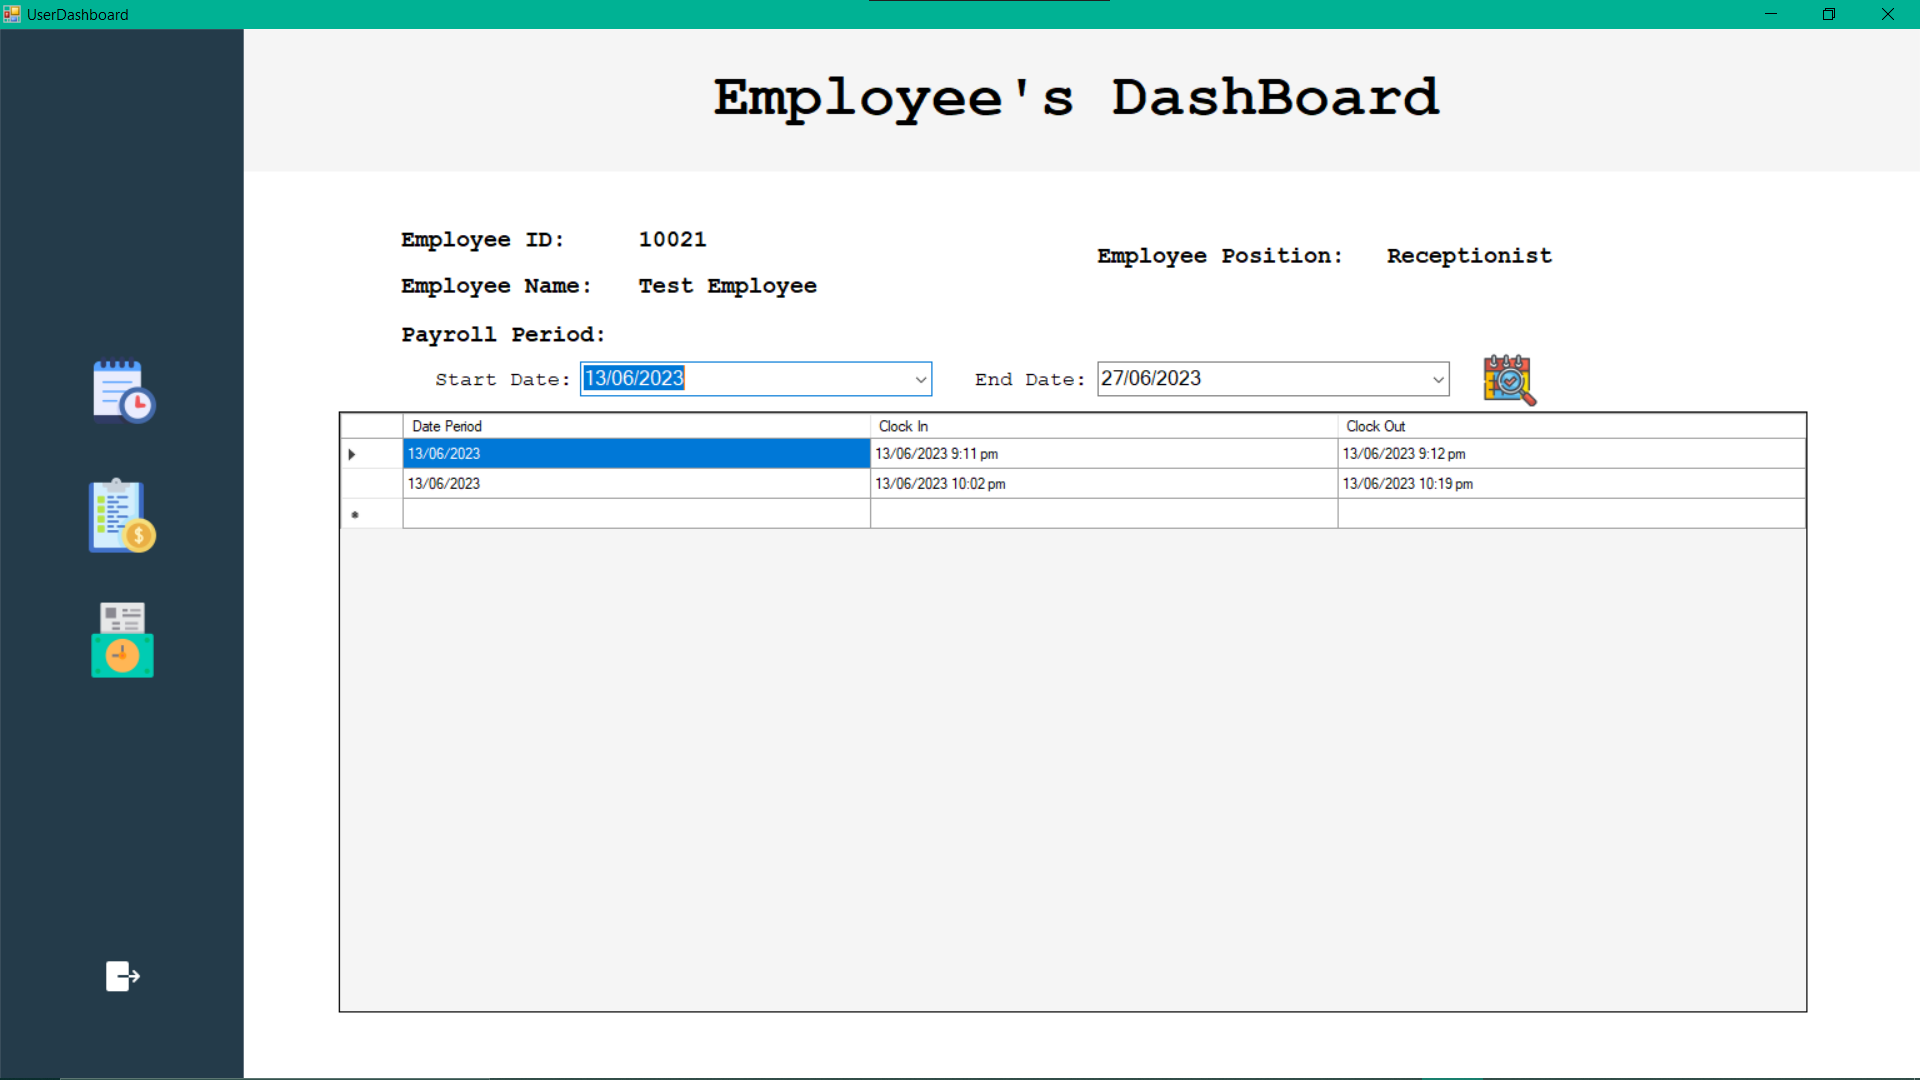 UserDashboard
Employee's DashBoard
Employee ID: 10021
Employee Position: Receptionist
Employee Name: Test Employee
Payroll Period:
Start Date: 13/06/2023 End Date: 27/06/2023
Date Period Clock In Clock Out
13/06/2023 13/06/2023 9:11 pm 13/06/2023 9:12 pm
13/06/2023 13/06/2023 10:02 pm 13/06/2023 10:19 pm